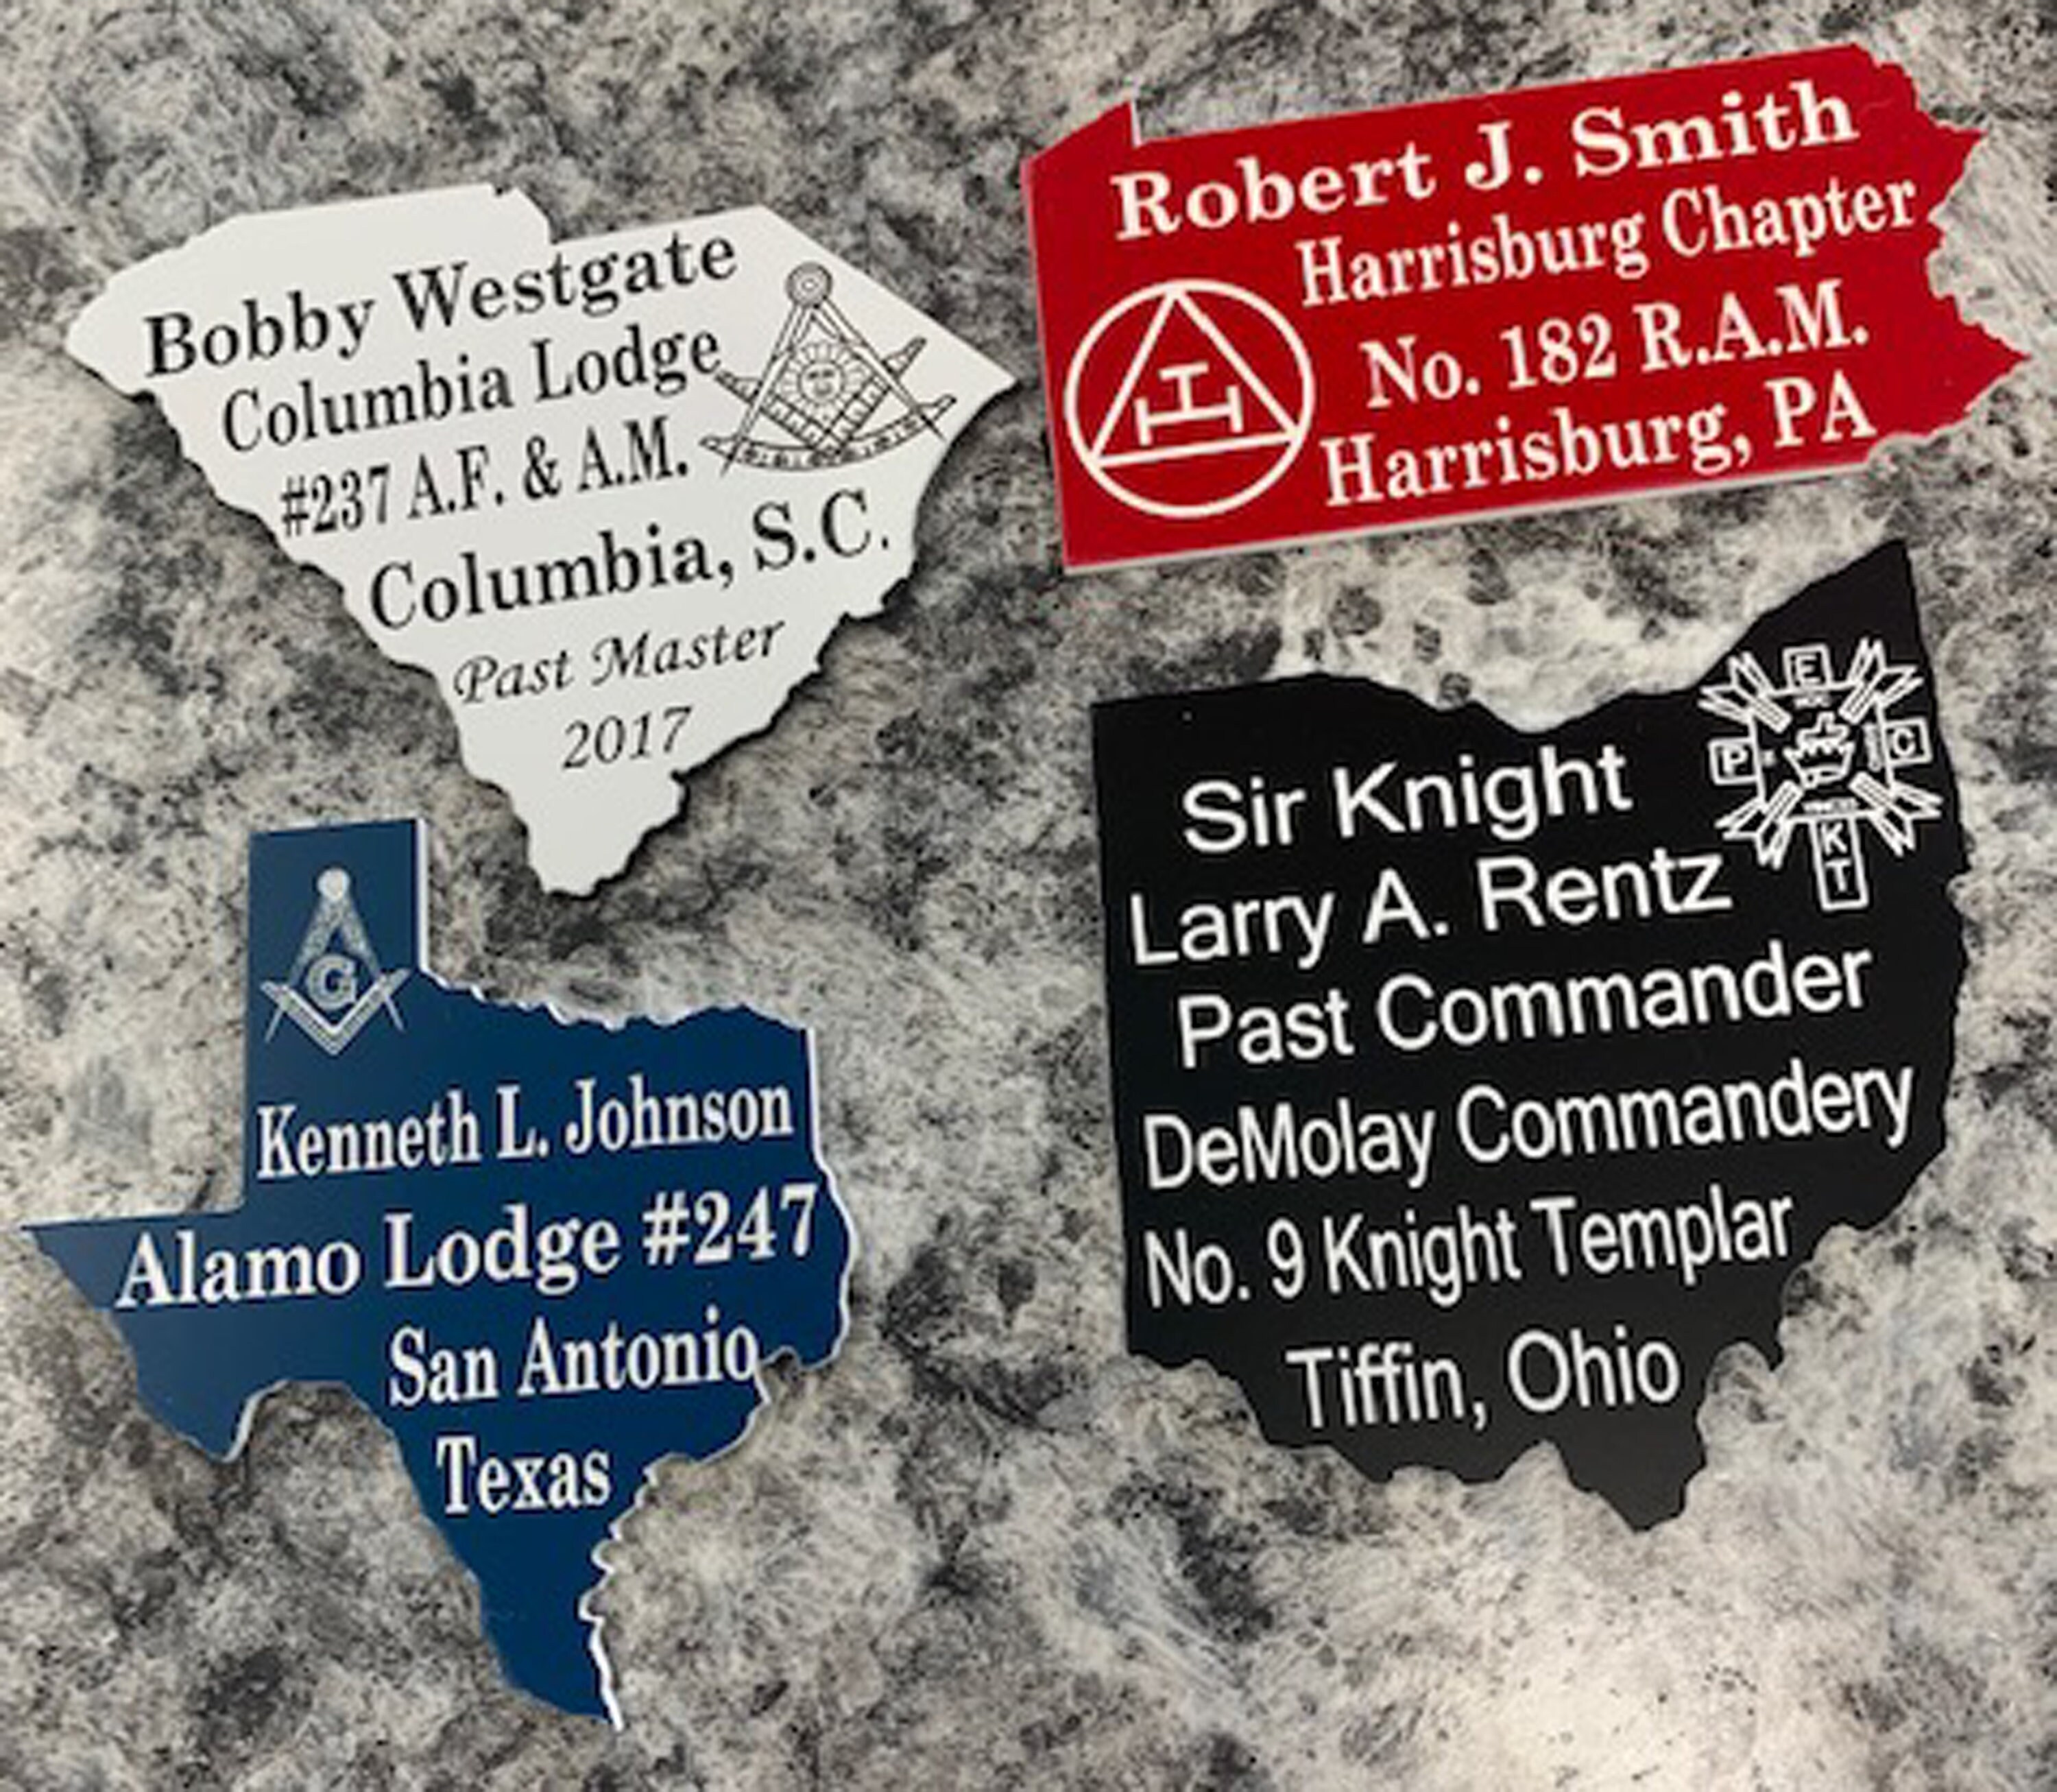 Bobby Westgate
Columbia Lodge
#237 A.F. & A.M.
Columbia, S.C.
Past Master
2017
Robert J. Smith
Harrisburg Chapter
No. 182 R.A.M.
Harrisburg, PA
G
Kenneth L. Johnson
Alamo Lodge #247
San Antonio
Texas
E
P C
K
T
Sir Knight
Larry A. Rentz
Past Commander
DeMolay Commandery
No. 9 Knight Templar
Tiffin, Ohio